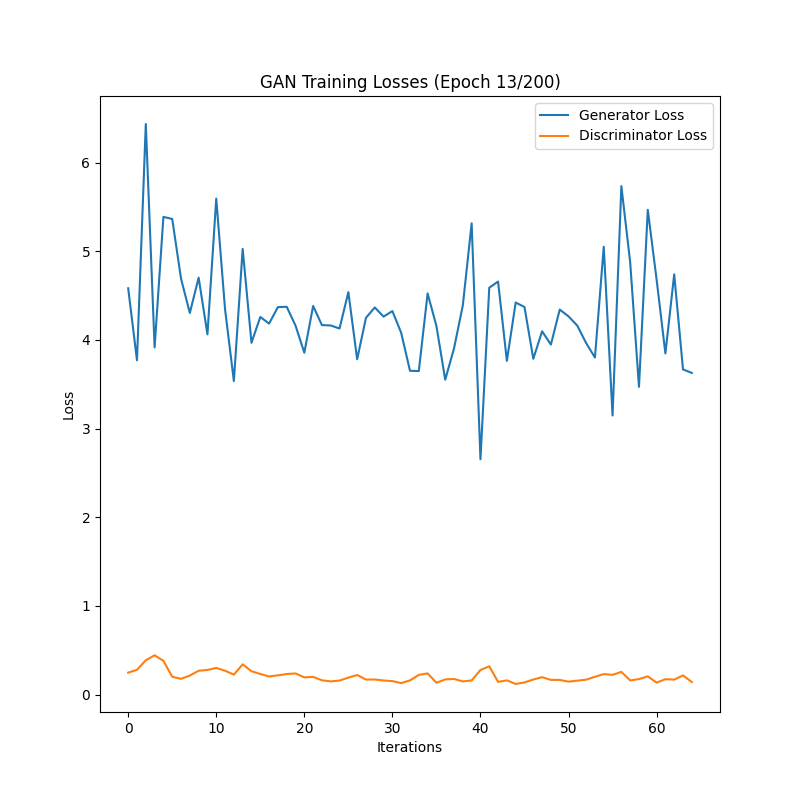 GAN Training Losses (Epoch 13/200)
Generator Loss
Discriminator Loss
6
5
4
3
2
1
0
Loss
0 10 20 30 40 50 60
Iterations